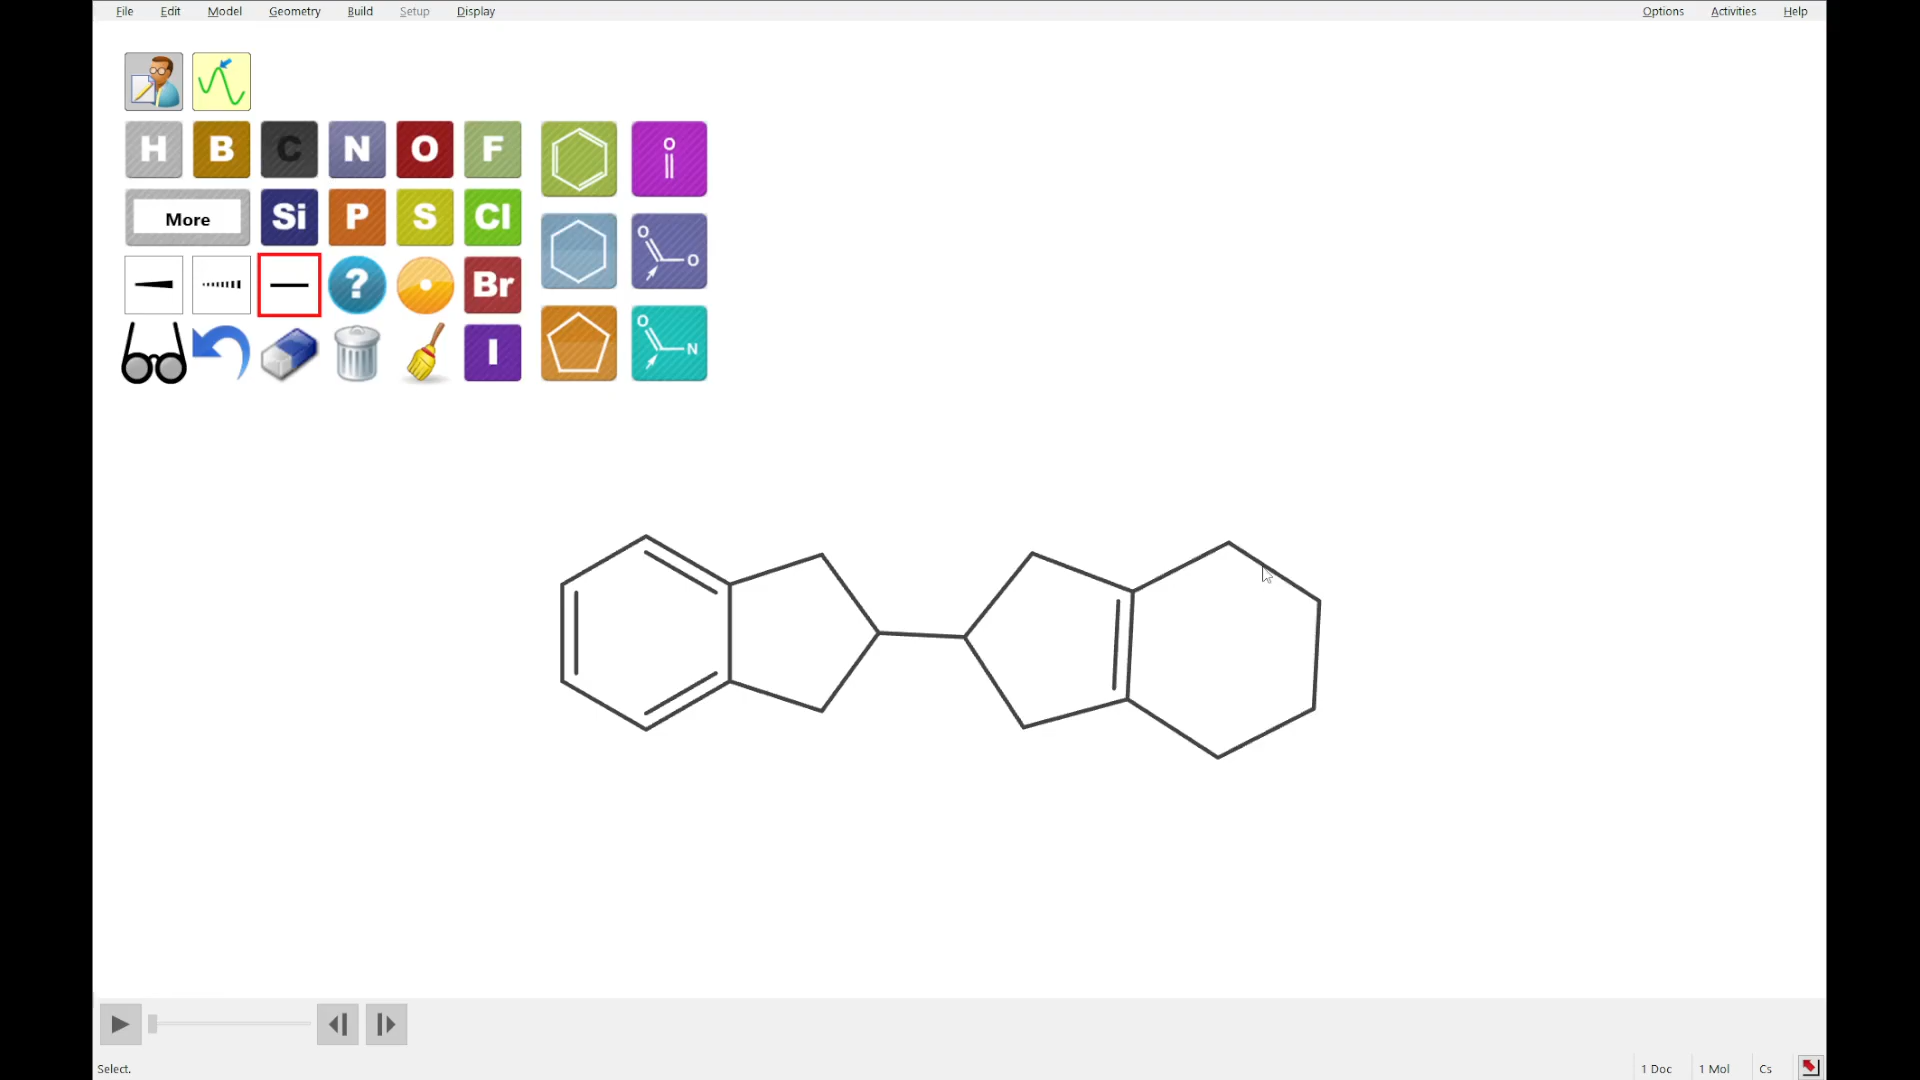 File Edit Model Geometry Build Setup Display Options Activities Help
H B C N O F O
More Si P S Cl O O
? Br
I O N
Select. 1 Doc 1 Mol Cs